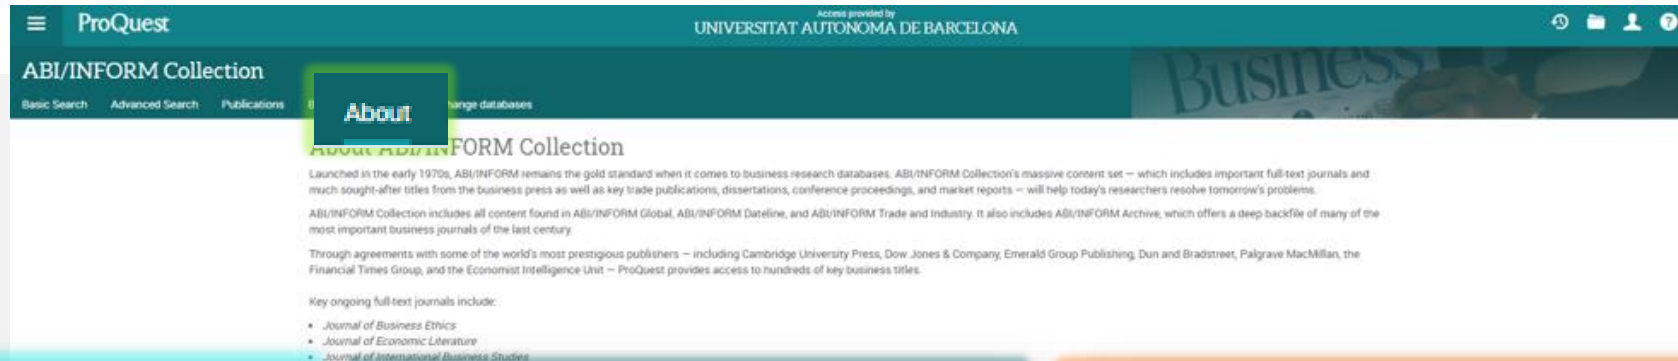 ProQuest
Access provided by
UNIVERSITAT AUTONOMA DE BARCELONA
ABI/INFORM Collection
Business
Basic Search Advanced Search Publications About databases
About ABI/INFORM Collection
Launched in the early 1970s, ABI/INFORM remains the gold standard when it comes to business research databases. ABI/INFORM Collection's massive content set — which includes important full-text journals and
much sought-after titles from the business press as well as key trade publications, dissertations, conference proceedings, and market reports — will help today's researchers resolve tomorrow's problems.
ABI/INFORM Collection includes all content found in ABI/INFORM Global, ABI/INFORM Dateline, and ABI/INFORM Trade and Industry. It also includes ABI/INFORM Archive, which offers a deep backfile of many of the
most important business journals of the last century.
Through agreements with some of the world's most prestigious publishers — including Cambridge University Press, Dow Jones & Company, Emerald Group Publishing, Dun and Bradstreet, Palgrave MacMillan, the
Financial Times Group, and the Economist Intelligence Unit — ProQuest provides access to hundreds of key business titles.
Key ongoing full-text journals include:
• Journal of Business Ethics
• Journal of Economic Literature
• Journal of International Business Studies